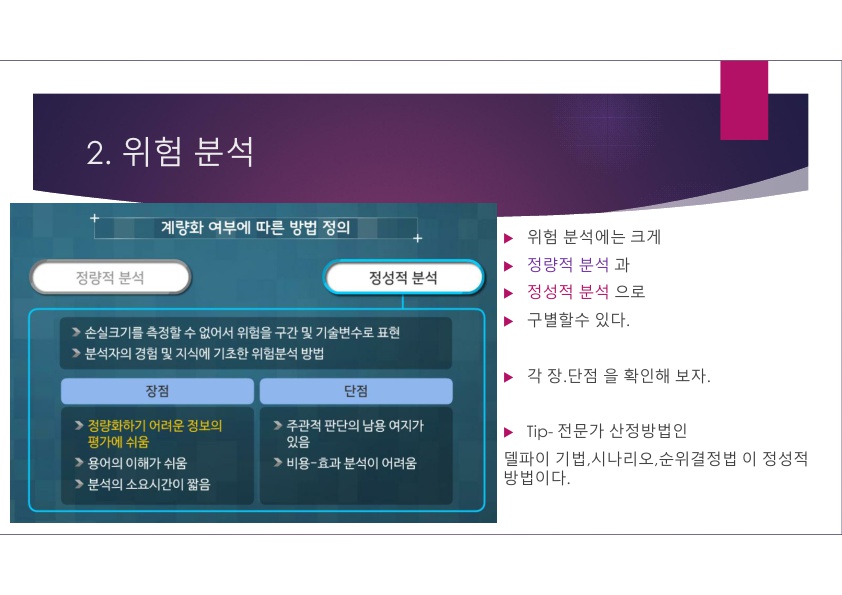 2. 위험 분석
계량화 여부에 따른 방법 정의
정량적 분석
정성적 분석
손실크기를 측정할 수 없어서 위험을 구간 및 기술변수로 표현
분석자의 경험 및 지식에 기초한 위험분석 방법
장점
정량화하기 어려운 정보의
평가에 쉬움
용어의 이해가 쉬움
분석의 소요시간이 짧음
단점
주관적 판단의 남용 여지가
있음
비용-효과 분석이 어려움
위험 분석에는 크게
정량적 분석 과
정성적 분석 으로
구별할수 있다.
각 장.단점 을 확인해 보자.
Tip- 전문가 산정방법인
델파이 기법,시나리오,순위결정법 이 정성적
방법이다.